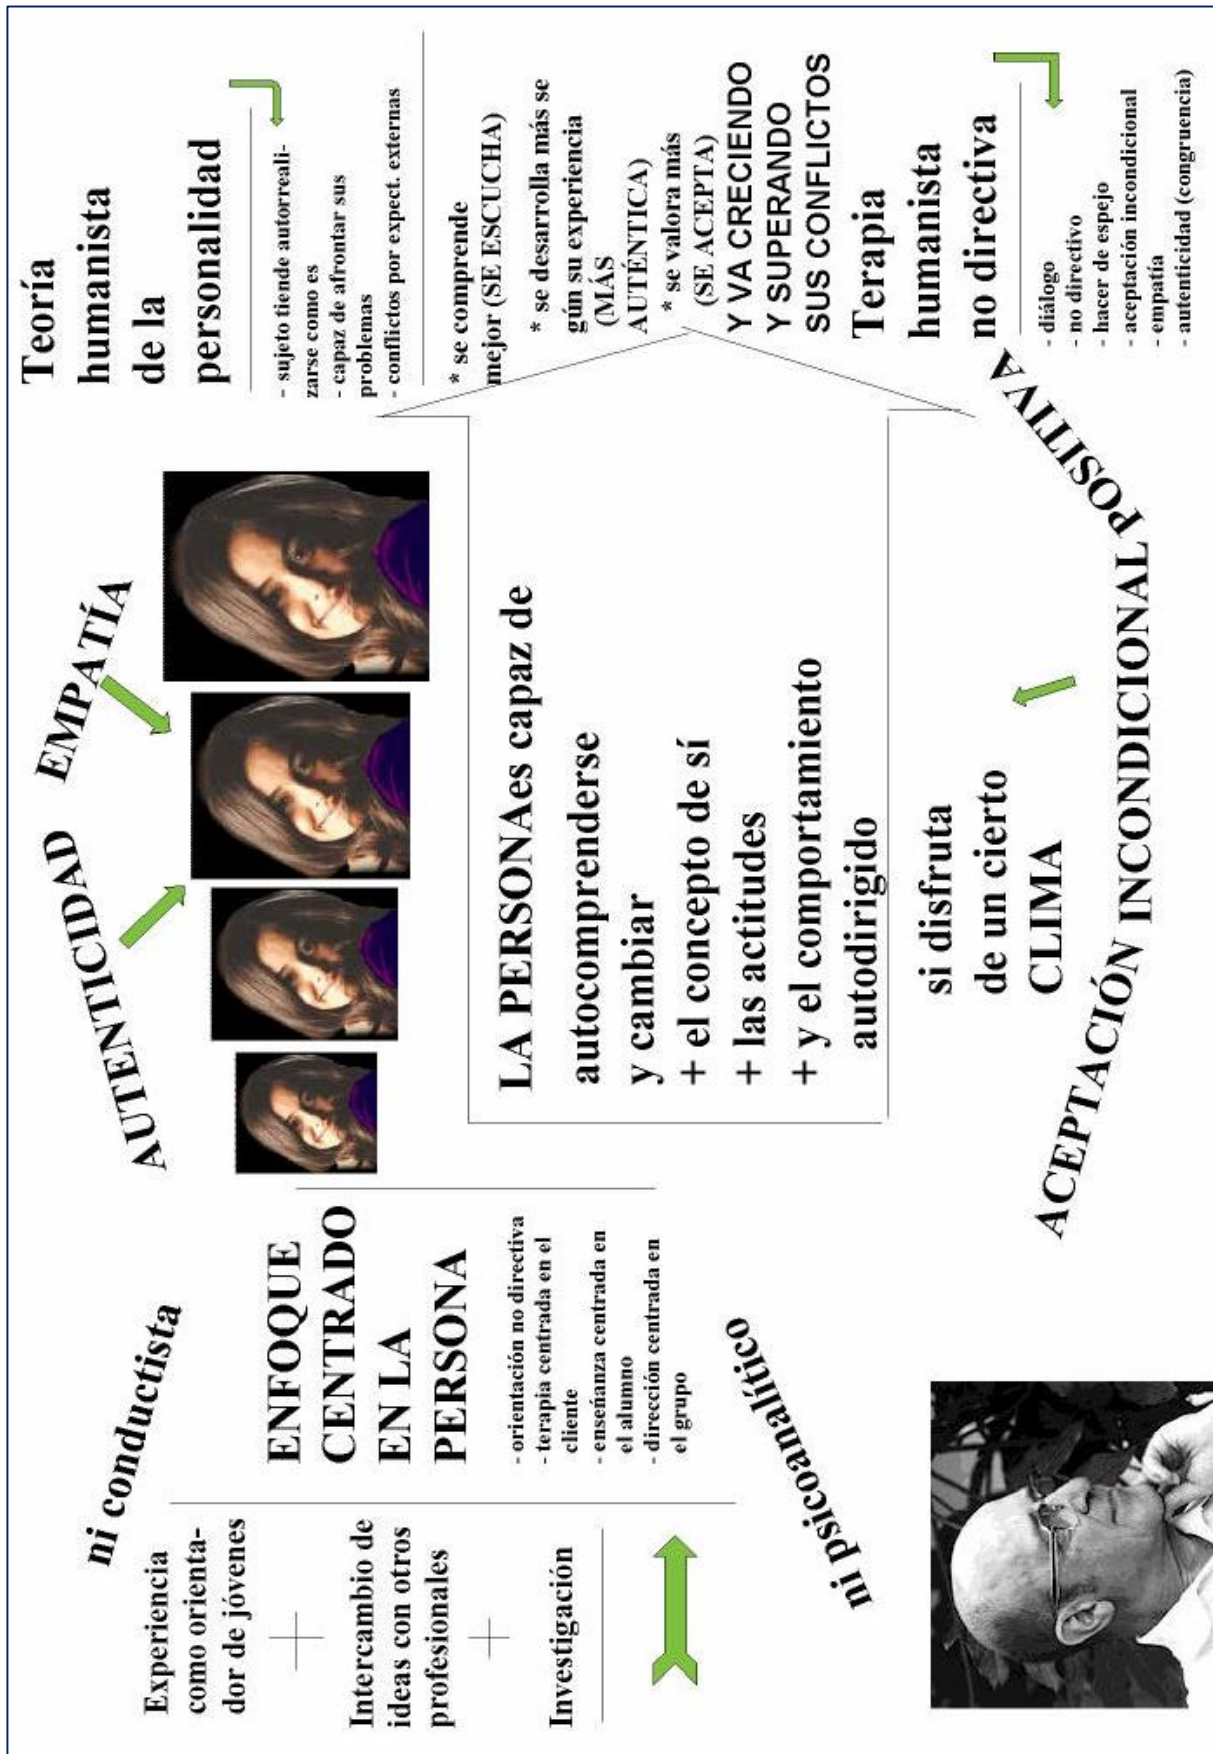 ni conductista
Experiencia
como orienta-
dor de jóvenes
+
Intercambio de
ideas con otros
profesionales
+
Investigación
ENFOQUE
CENTRADO
EN LA
PERSONA
- orientación no directiva
- terapia centrada en el
cliente
- enseñanza centrada en
el alumno
- dirección centrada en
el grupo
ni psicoanalítico
AUTENTICIDAD
EMPATÍA
LA PERSONAes capaz de
autocomprenderse
y cambiar
+ el concepto de sí
+ las actitudes
+ y el comportamiento
autodirigido
si disfruta
de un cierto
CLIMA
ACEPTACIÓN INCONDICIONAL POSITIVA
Teoría
humanista
de la
personalidad
- sujeto tiende autorreali-
zarse como es
- capaz de afrontar sus
problemas
- conflictos por expect. externas
* se comprende
mejor (SE ESCUCHA)
* se desarrolla más se
gún su experiencia
(MÁS
AUTÉNTICA)
* se valora más
(SE ACEPTA)
Y VA CRECIENDO
Y SUPERANDO
SUS CONFLICTOS
Terapia
humanista
no directiva
- diálogo
- no directivo
- hacer de espejo
- aceptación incondicional
- empatía
- autenticidad (congruencia)